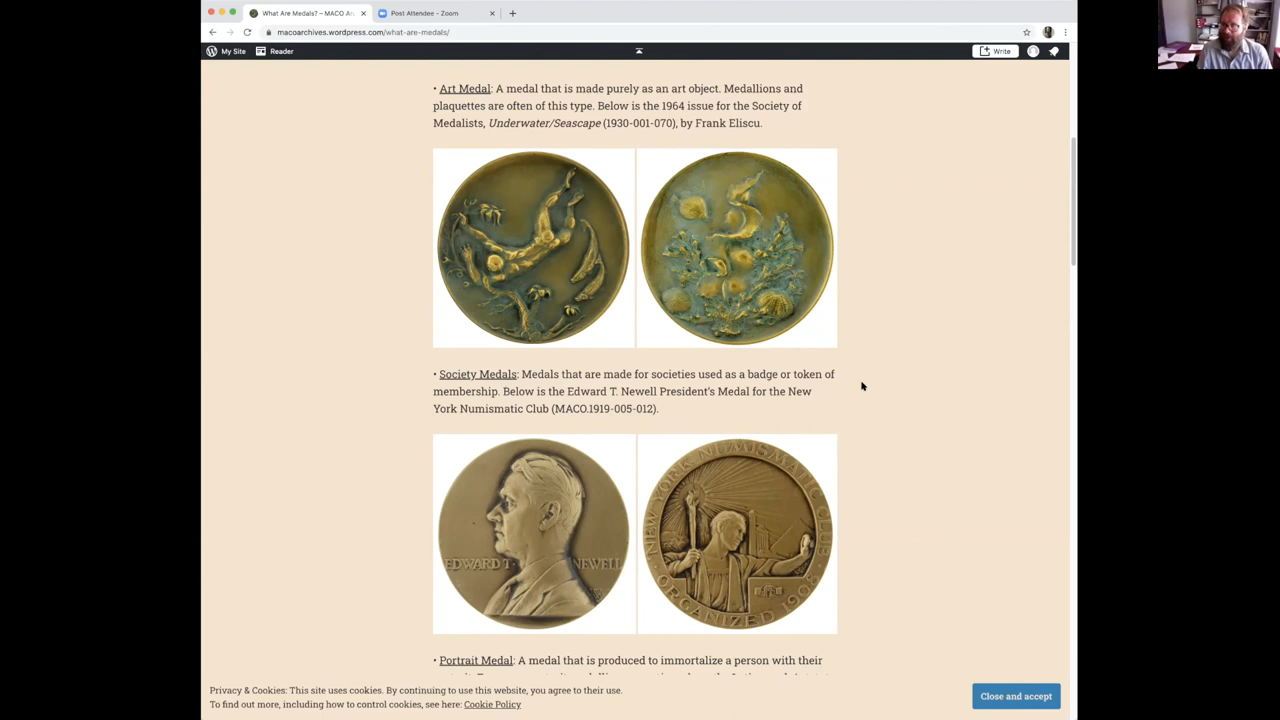 What Are Medals? – MACO Ar
Post Attendee - Zoom
macoarchives.wordpress.com/what-are-medals/
My Site
Reader
Write
• Art Medal: A medal that is made purely as an art object. Medallions and
plaquettes are often of this type. Below is the 1964 issue for the Society of
Medalists, Underwater/Seascape (1930-001-070), by Frank Eliscu.
• Society Medals: Medals that are made for societies used as a badge or token of
membership. Below is the Edward T. Newell President's Medal for the New
York Numismatic Club (MACO.1919-005-012).
EDWARD T· NEWELL
NEW YORK NUMISMATIC CLUB
· ORGANIZED 1908 ·
• Portrait Medal: A medal that is produced to immortalize a person with their
Privacy & Cookies: This site uses cookies. By continuing to use this website, you agree to their use.
To find out more, including how to control cookies, see here: Cookie Policy
Close and accept